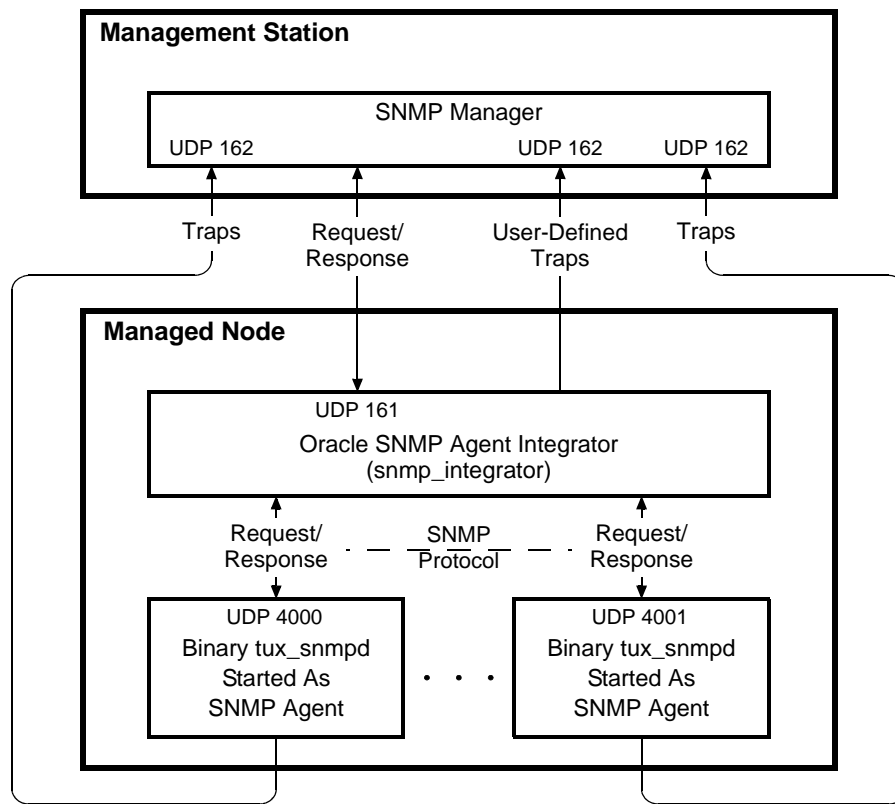 Management Station
SNMP Manager
UDP 162
UDP 162
UDP 162
Traps
Request/
Response
User-Defined
Traps
Traps
Managed Node
UDP 161
Oracle SNMP Agent Integrator
(snmp_integrator)
Request/
Response
SNMP
Protocol
Request/
Response
UDP 4000
Binary tux_snmpd
Started As
SNMP Agent
. . .
UDP 4001
Binary tux_snmpd
Started As
SNMP Agent